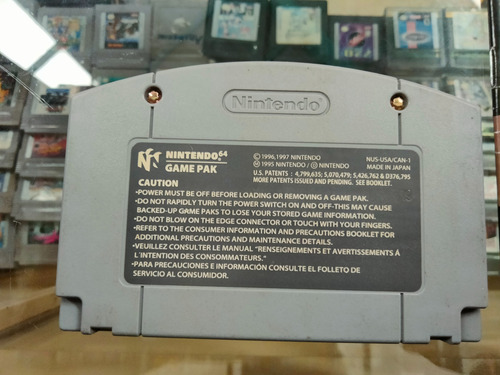 Nintendo
NINTENDO64
GAME PAK
©1996,1997 NINTENDO
© 1995 NINTENDO / © NINTENDO
NUS-USA/CAN-1
MADE IN JAPAN
U.S. PATENTS : 4,799,635; 5,070,479; 5,426,762 & D376,795
MORE PATENTS ISSUED AND PENDING. SEE BOOKLET.
CAUTION
•POWER MUST BE OFF BEFORE LOADING OR REMOVING A GAME PAK.
•DO NOT RAPIDLY TURN THE POWER SWITCH ON AND OFF-THIS MAY CAUSE
BACKED-UP GAME PAKS TO LOSE YOUR STORED GAME INFORMATION.
•DO NOT BLOW ON THE EDGE CONNECTOR OR TOUCH WITH YOUR FINGERS.
•REFER TO THE CONSUMER INFORMATION AND PRECAUTIONS BOOKLET FOR
ADDITIONAL PRECAUTIONS AND MAINTENANCE DETAILS.
•VEUILLEZ CONSULTER LE MANUAL "RENSEIGNEMENTS ET AVERTISSEMENTS Á
L'INTENTION DES CONSOMMATEURS."
•PARA PRECAUCIONES E INFORMACIÓN CONSULTE EL FOLLETO DE
SERVICIO AL CONSUMIDOR.